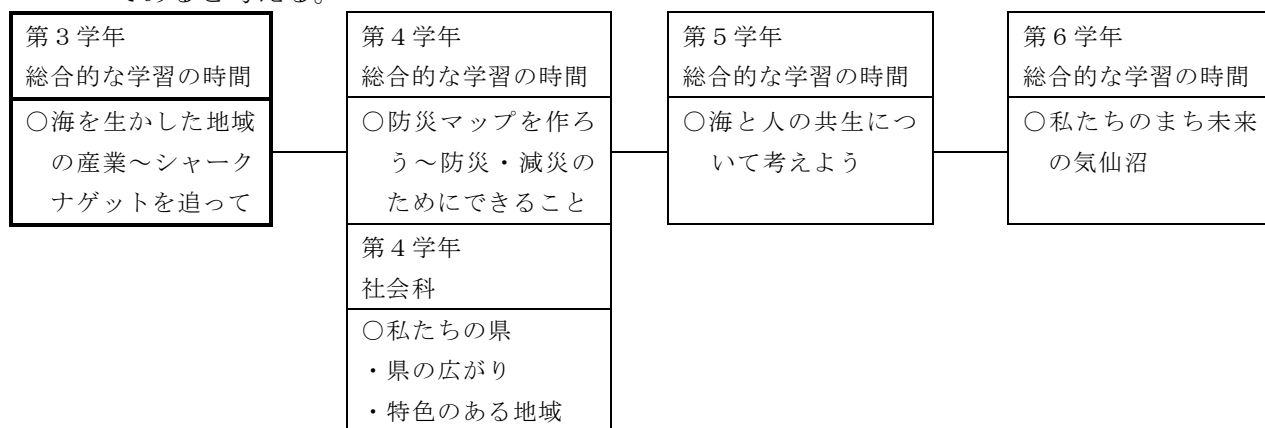 であると考える。
第３学年
総合的な学習の時間
○海を生かした地域
の産業～シャーク
ナゲットを追って
第４学年
総合的な学習の時間
○防災マップを作ろ
う～防災・減災の
ためにできること
第４学年
社会科
○私たちの県
・県の広がり
・特色のある地域
第５学年
総合的な学習の時間
○海と人の共生につ
いて考えよう
第６学年
総合的な学習の時間
○私たちのまち未来
の気仙沼